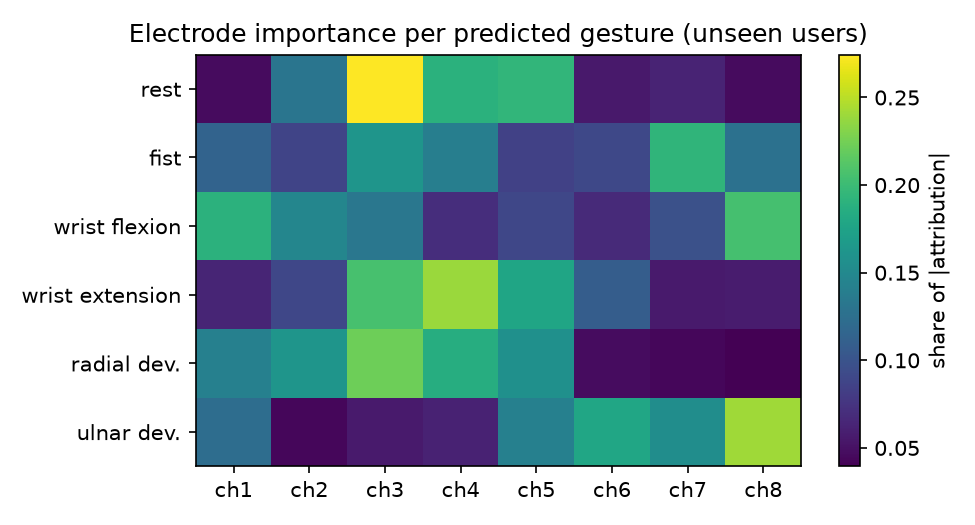 Electrode importance per predicted gesture (unseen users)
rest
fist
wrist flexion
wrist extension
radial dev.
ulnar dev.
ch1 ch2 ch3 ch4 ch5 ch6 ch7 ch8
0.25
0.20
0.15
0.10
0.05
share of |attribution|